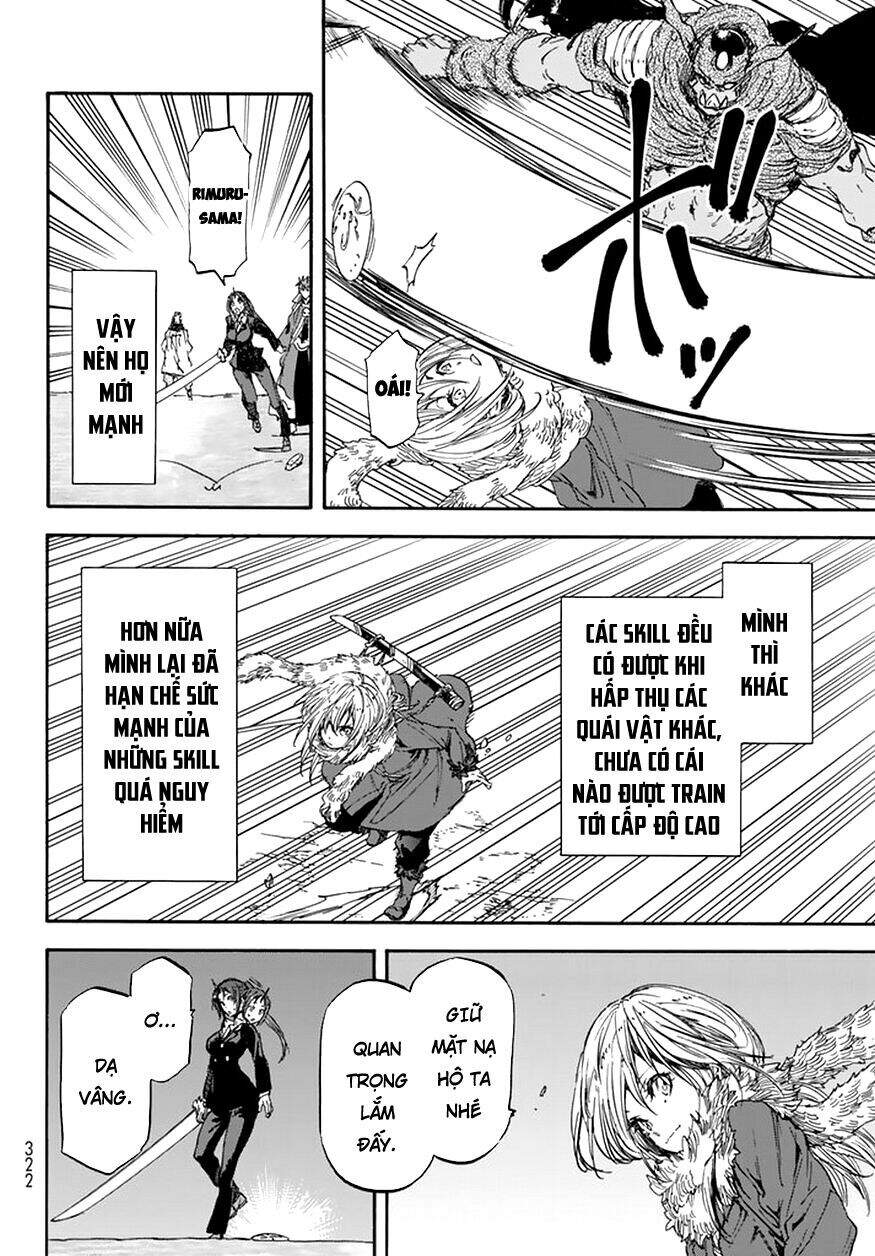 ボッ
OÁI!
RIMURU-
SAMA!
VẬY
NÊN HỌ
MỚI
MẠNH
MÌNH
THÌ
KHÁC
CÁC SKILL ĐỀU
CÓ ĐƯỢC KHI
HẤP THỤ CÁC
QUÁI VẬT KHÁC,
CHƯA CÓ CÁI
NÀO ĐƯỢC TRAIN
TỚI CẤP ĐỘ CAO
HƠN NỮA
MÌNH LẠI ĐÃ
HẠN CHẾ SỨC
MẠNH CỦA
NHỮNG SKILL
QUÁ NGUY
HIỂM
GIỮ
MẶT NẠ
HỘ TA
NHÉ
QUAN
TRỌNG
LẮM
ĐẤY.
Ơ...
DẠ
VÂNG.
322